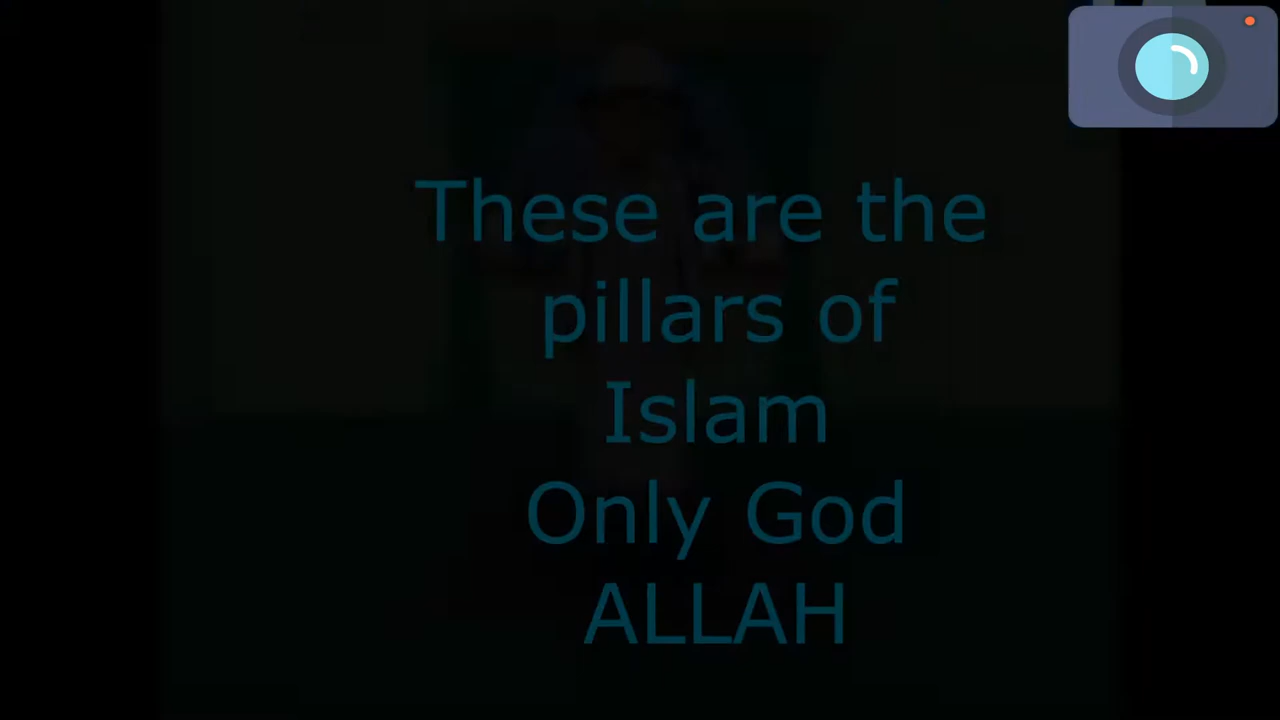 These are the
pillars of
Islam
Only God
ALLAH